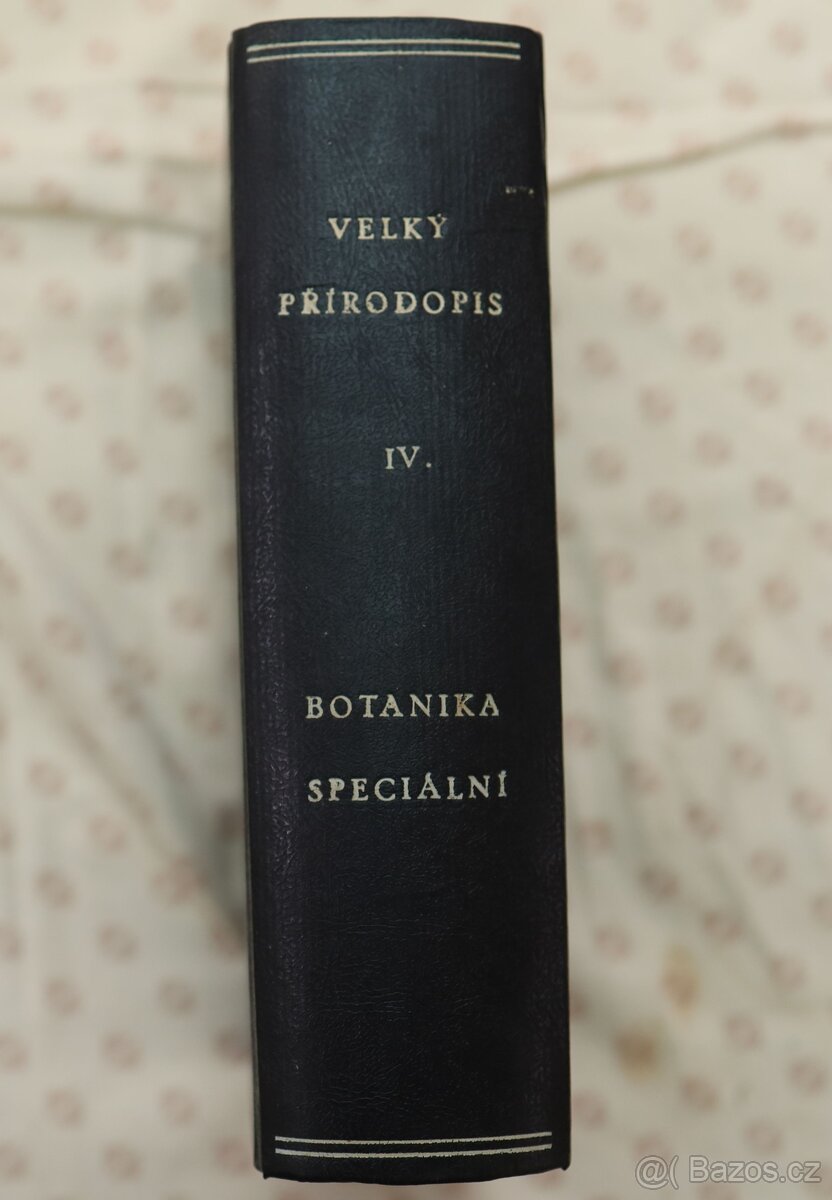 VELKÝ
PŘÍRODOPIS
IV.
BOTANIKA
SPECIÁLNÍ
@( Bazos.cz